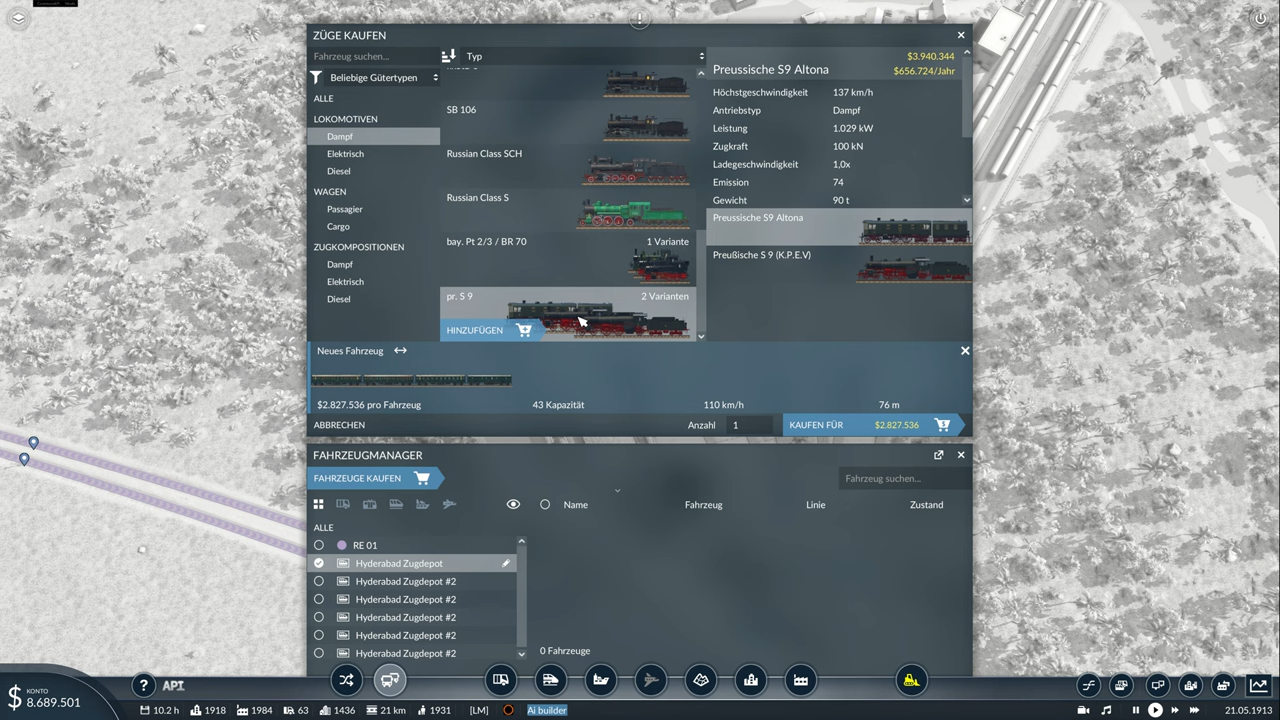 ZÜGE KAUFEN
Fahrzeug suchen...
Typ
Beliebige Gütertypen
ALLE
LOKOMOTIVEN
Dampf
Elektrisch
Diesel
WAGEN
Passagier
Cargo
ZUGKOMPOSITIONEN
Dampf
Elektrisch
Diesel
SB 106
Russian Class SCH
Russian Class S
bay. Pt 2/3 / BR 70
1 Variante
pr. S 9
2 Varianten
HINZUFÜGEN
Preussische S9 Altona
$3.940.344
$656.724/Jahr
Höchstgeschwindigkeit 137 km/h
Antriebstyp Dampf
Leistung 1.029 kW
Zugkraft 100 kN
Ladegeschwindigkeit 1,0x
Emission 74
Gewicht 90 t
Preussische S9 Altona
Preußische S 9 (K.P.E.V)
Neues Fahrzeug
$2.827.536 pro Fahrzeug 43 Kapazität 110 km/h 76 m
ABBRECHEN Anzahl 1 KAUFEN FÜR $2.827.536
FAHRZEUGMANAGER
FAHRZEUGE KAUFEN
Fahrzeug suchen...
Name Fahrzeug Linie Zustand
ALLE
RE 01
Hyderabad Zugdepot
Hyderabad Zugdepot #2
Hyderabad Zugdepot #2
Hyderabad Zugdepot #2
Hyderabad Zugdepot #2
Hyderabad Zugdepot #2
0 Fahrzeuge
KONTO
$ 8.689.501
? API
10.2 h 1918 1984 63 1436 21 km 1931 [LM] Ai builder
21.05.1913